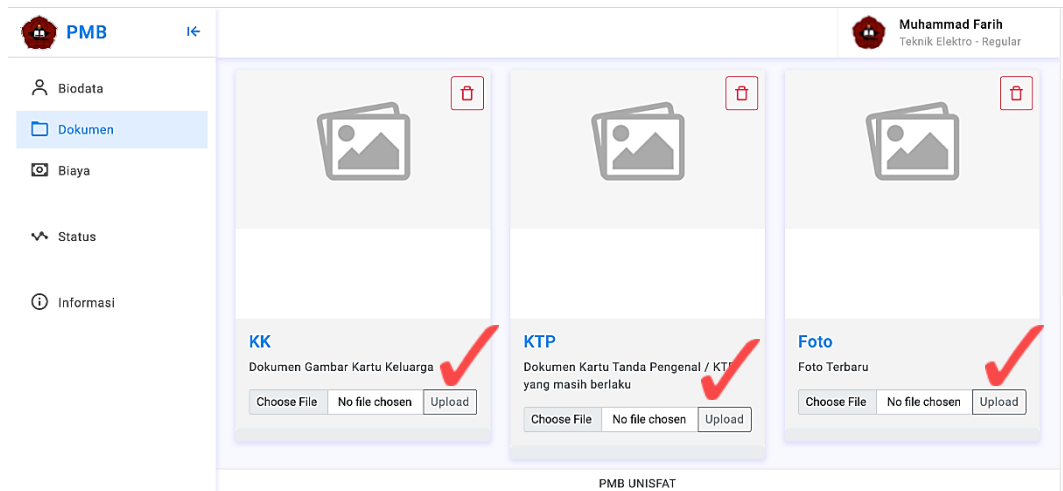 PMB
Muhammad Farih
Teknik Elektro - Regular
Biodata
Dokumen
Biaya
Status
Informasi
KK
Dokumen Gambar Kartu Keluarga
Choose File No file chosen Upload
KTP
Dokumen Kartu Tanda Pengenal / KTP
yang masih berlaku
Choose File No file chosen Upload
Foto
Foto Terbaru
Choose File No file chosen Upload
PMB UNISFAT